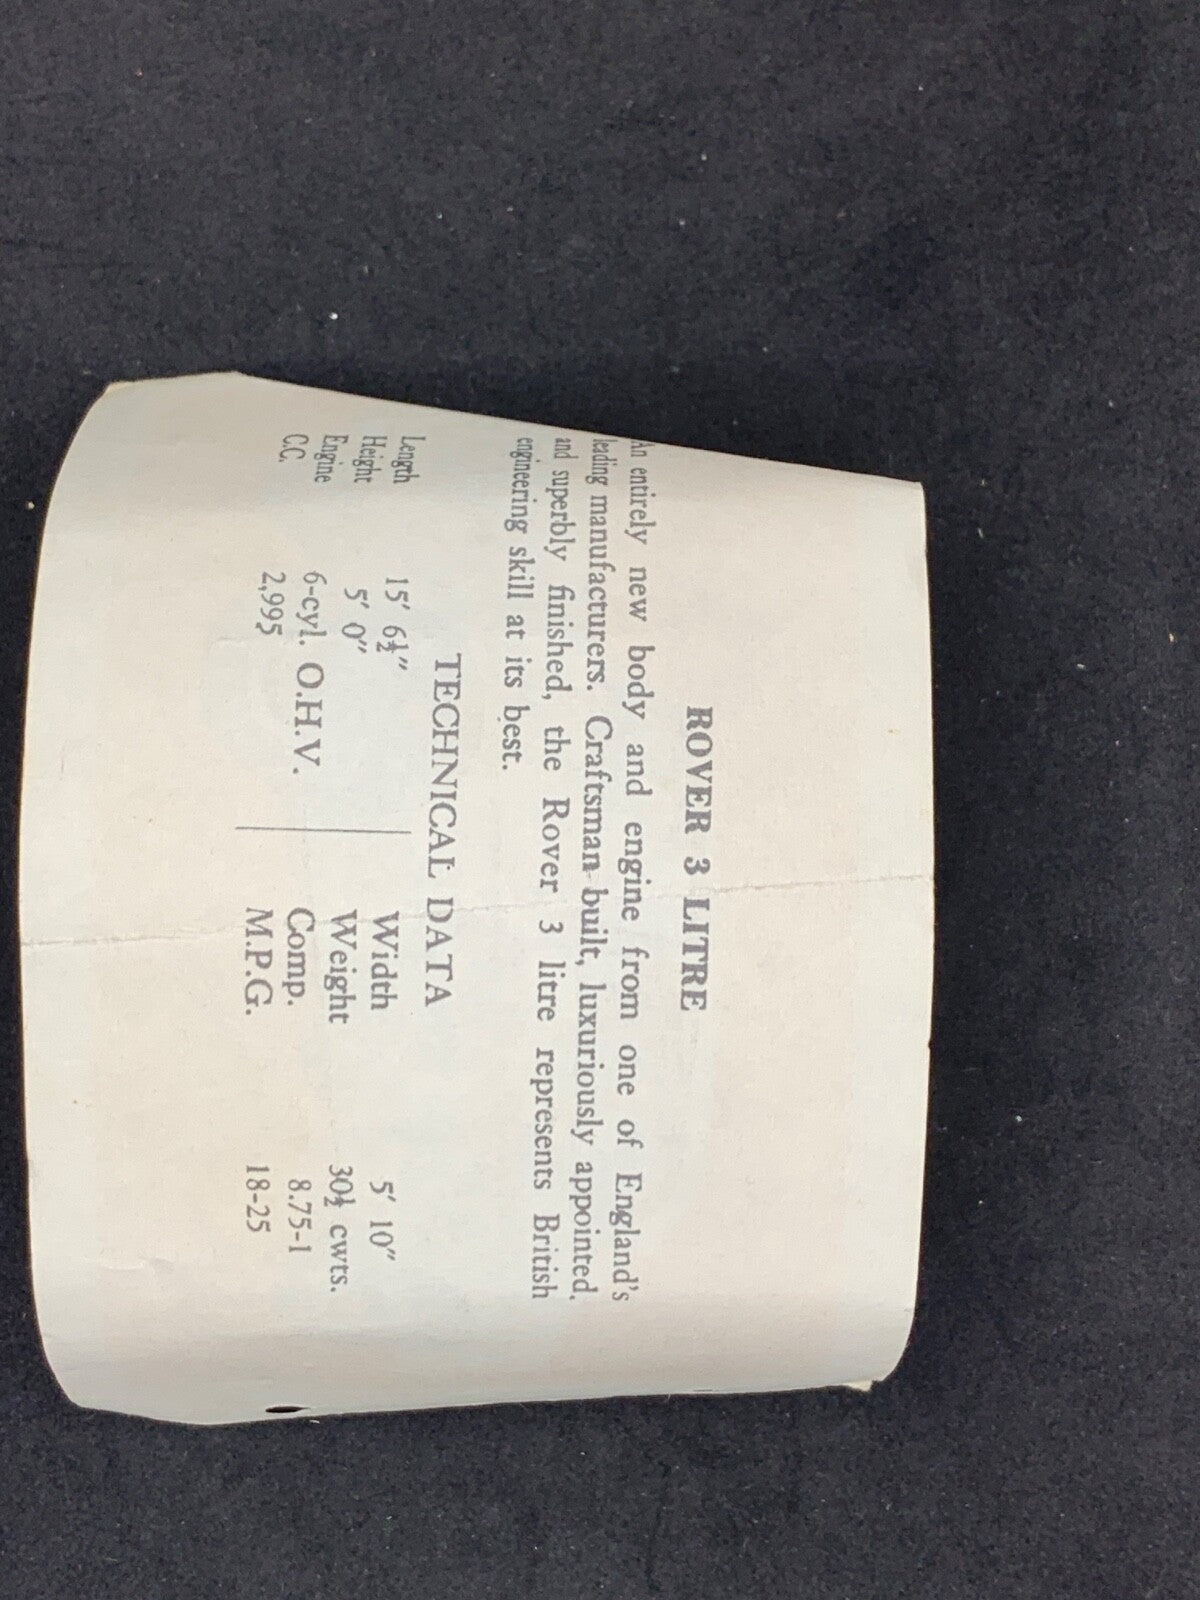 ROVER 3 LITRE
An entirely new body and engine from one of England's
leading manufacturers. Craftsman-built, luxuriously appointed,
and superbly finished, the Rover 3 litre represents British
engineering skill at its best.
TECHNICAL DATA
Length 15' 6½" Width 5' 10"
Height 5' 0" Weight 30½ cwts.
Engine 6-cyl. O.H.V. Comp. 8.75-1
C.C. 2,995 M.P.G. 18-25